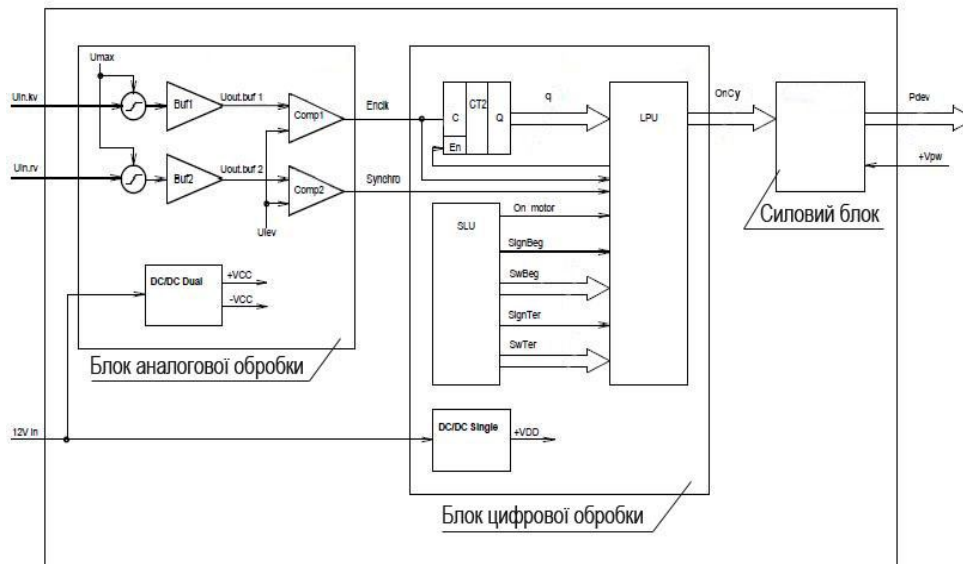 Umax
Uin.kv
Buf1
Uout.buf 1
Comp1
Enclk
C
CT2
Q
En
q
LPU
OnCy
Pdev
+Vpw
Силовий блок
Uin.rv
Buf2
Uout.buf 2
Comp2
Synchro
Ulev
SLU
On motor
SignBeg
SwBeg
SignTer
SwTer
DC/DC Dual
+VCC
-VCC
Блок аналогової обробки
12V in
DC/DC Single
+VDD
Блок цифрової обробки